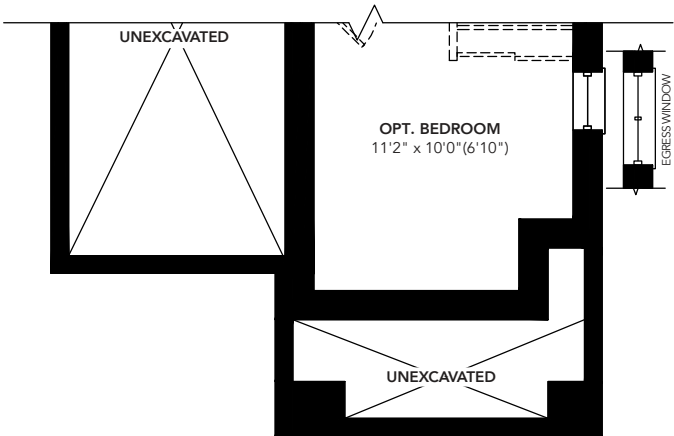 UNEXCAVATED
OPT. BEDROOM
11'2" x 10'0"(6'10")
EGRESS WINDOW
UNEXCAVATED